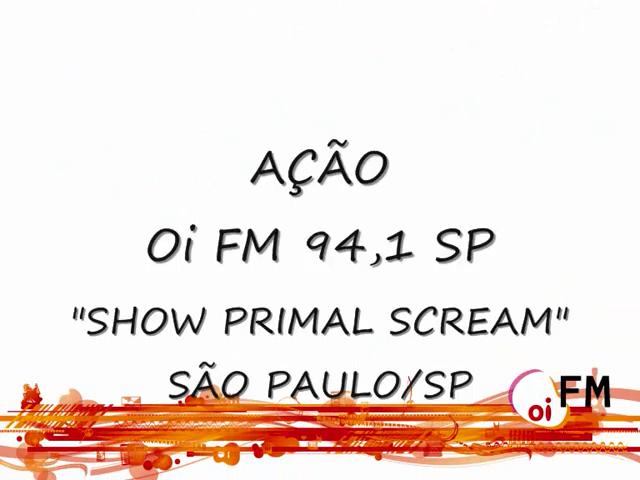 AÇÃO
Oi FM 94,1 SP
"SHOW PRIMAL SCREAM"
SÃO PAULO/SP
oi FM